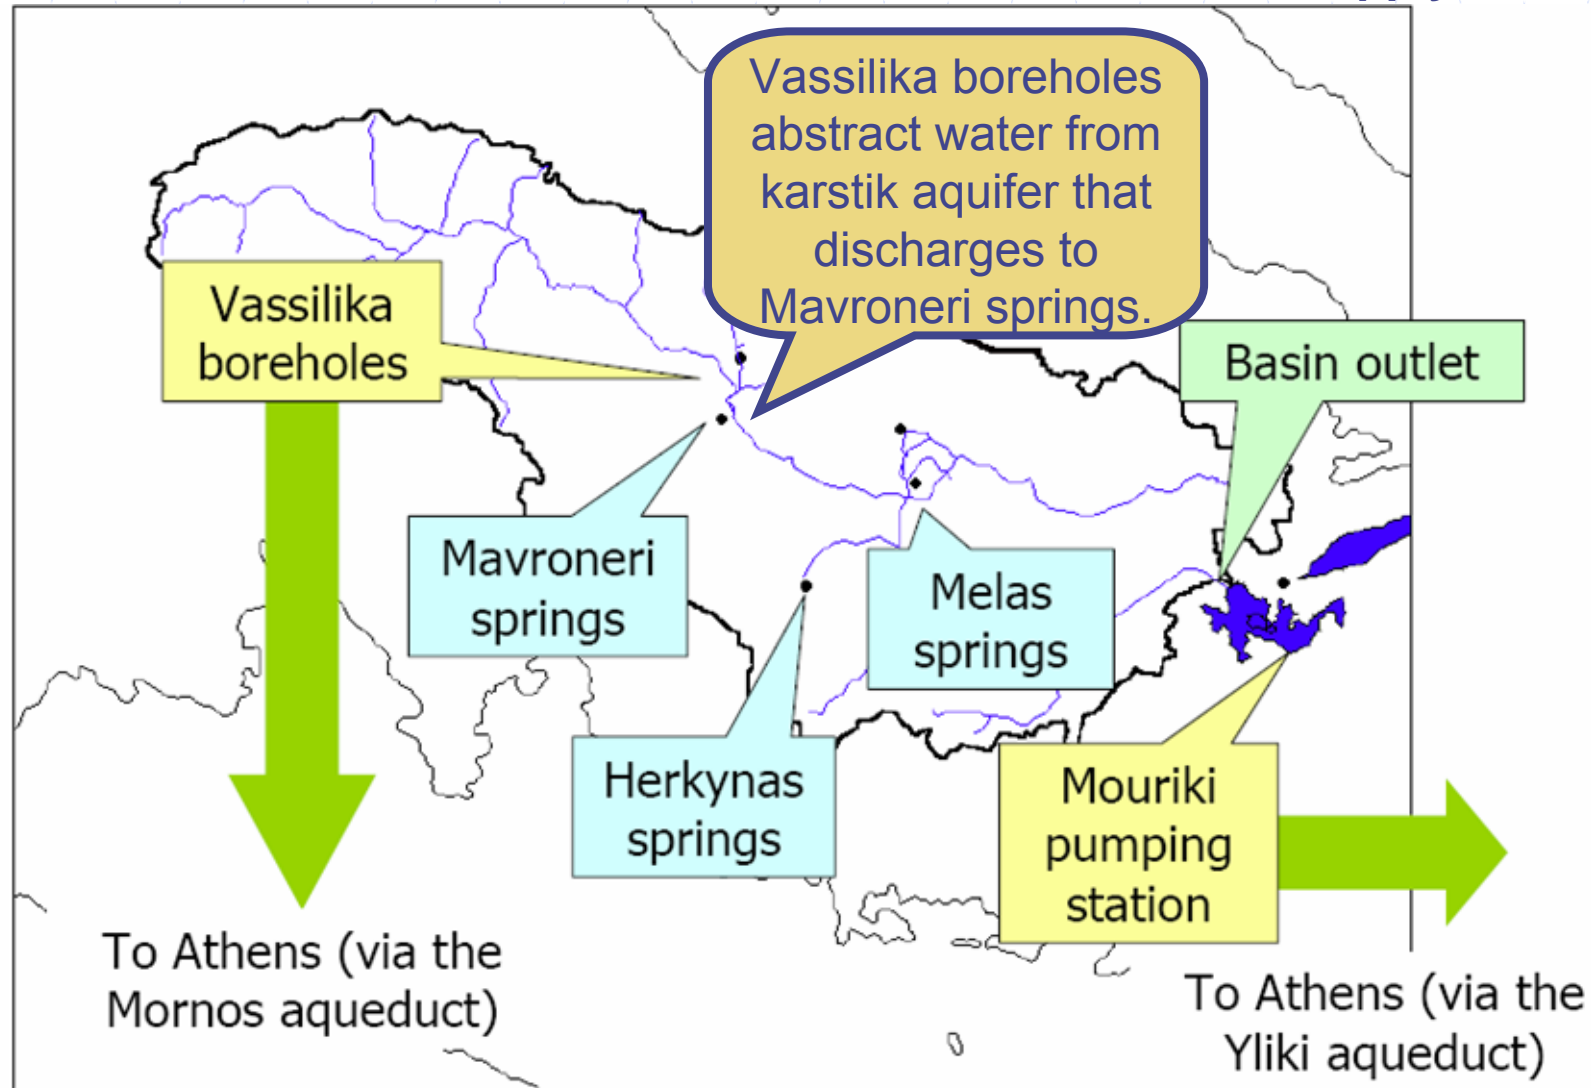 Vassilika boreholes
abstract water from
karstik aquifer that
discharges to
Mavroneri springs.
Vassilika
boreholes
Basin outlet
Mavroneri
springs
Melas
springs
Herkynas
springs
Mouriki
pumping
station
To Athens (via the
Mornos aqueduct)
To Athens (via the
Yliki aqueduct)